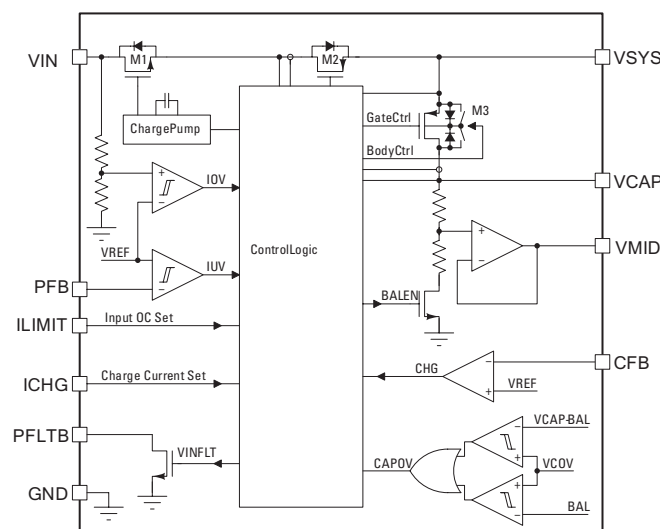 VIN
M1
M2
VSYS
ChargePump
GateCtrl
M3
BodyCtrl
+
IOV
VCAP
VREF
ControlLogic
+
VMID
−
IUV
PFB
−
BALEN
ILIMIT
Input OC Set
−
CFB
CHG
ICHG
Charge Current Set
+
VREF
PFLTB
−
VCAP-BAL
VINFLT
CAPOV
+
VCOV
GND
+
−
BAL